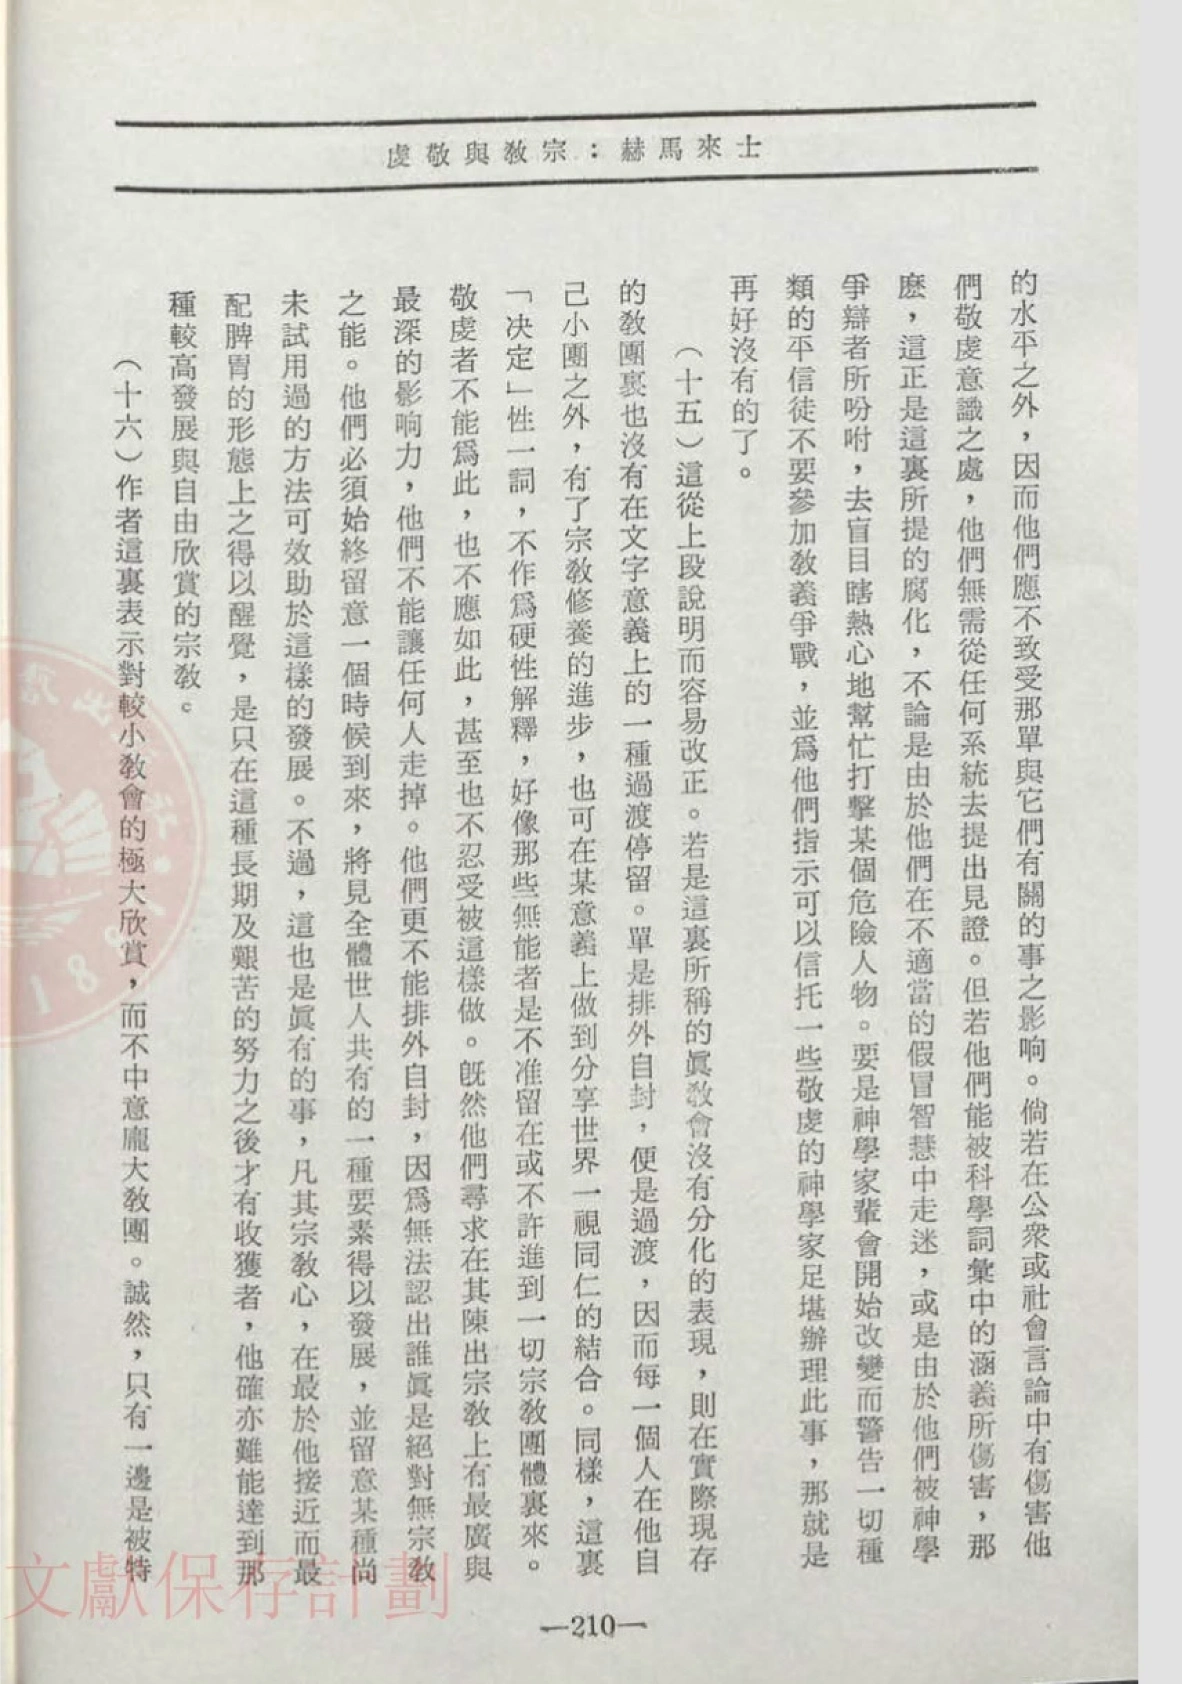 士來馬赫：宗敎與敬虔
的水平之外，因而他們應不致受那單與它們有關的事之影响。倘若在公衆或社會言論中有傷害他
們敬虔意識之處，他們無需從任何系統去提出見證。但若他們能被科學詞彙中的涵義所傷害，那
麽，這正是這裏所提的腐化，不論是由於他們在不適當的假冒智慧中走迷，或是由於他們被神學
爭辯者所吩咐，去盲目瞎熱心地幫忙打擊某個危險人物。要是神學家輩會開始改變而警告一切種
類的平信徒不要參加敎義爭戰，並爲他們指示可以信托一些敬虔的神學家足堪辦理此事，那就是
再好沒有的了。
（十五）這從上段說明而容易改正。若是這裏所稱的眞敎會沒有分化的表現，則在實際現存
的敎團裏也沒有在文字意義上的一種過渡停留。單是排外自封，便是過渡，因而每一個人在他自
己小團之外，有了宗敎修養的進步，也可在某意義上做到分享世界一視同仁的結合。同樣，這裏
「决定」性一詞，不作爲硬性解釋，好像那些無能者是不准留在或不許進到一切宗敎團體裏來。
敬虔者不能爲此，也不應如此，甚至也不忍受被這樣做。旣然他們尋求在其陳出宗敎上有最廣與
最深的影响力，他們不能讓任何人走掉。他們更不能排外自封，因爲無法認出誰眞是絕對無宗敎
之能。他們必須始終留意一個時候到來，將見全體世人共有的一種要素得以發展，並留意某種尚
未試用過的方法可效助於這樣的發展。不過，這也是眞有的事，凡其宗敎心，在最於他接近而最
配脾胃的形態上之得以醒覺，是只在這種長期及艱苦的努力之後才有收獲者，他確亦難能達到那
種較高發展與自由欣賞的宗敎。
（十六）作者這裏表示對較小敎會的極大欣賞，而不中意龐大敎團。誠然，只有一邊是被特
—210—
文獻保存計劃